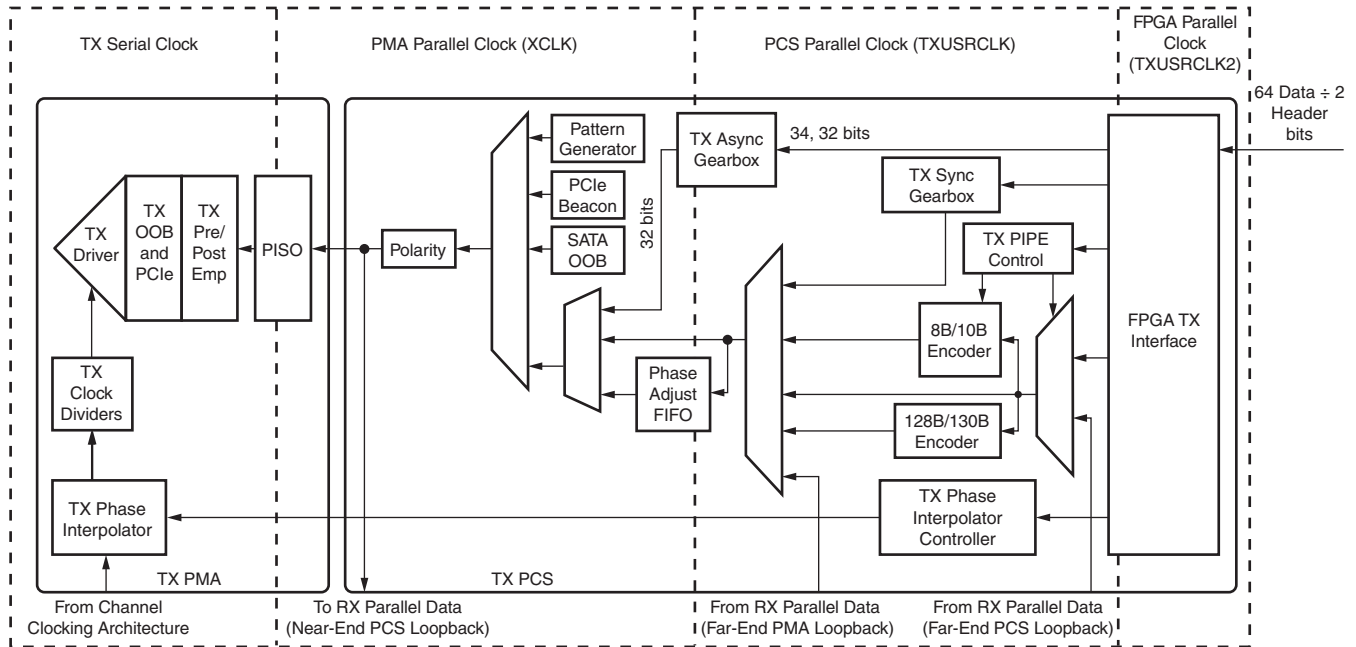 TX Serial Clock
PMA Parallel Clock (XCLK)
PCS Parallel Clock (TXUSRCLK)
FPGA Parallel
Clock
(TXUSRCLK2)
64 Data ÷ 2
Header
bits
Pattern
Generator
TX Async
Gearbox
34, 32 bits
TX Sync
Gearbox
PCIe
Beacon
32 bits
TX
Driver
TX
OOB
and
PCIe
TX
Pre/
Post
Emp
PISO
Polarity
SATA
OOB
TX PIPE
Control
FPGA TX
Interface
8B/10B
Encoder
TX
Clock
Dividers
Phase
Adjust
FIFO
128B/130B
Encoder
TX Phase
Interpolator
TX Phase
Interpolator
Controller
TX PMA
TX PCS
From Channel
Clocking Architecture
To RX Parallel Data
(Near-End PCS Loopback)
From RX Parallel Data
(Far-End PMA Loopback)
From RX Parallel Data
(Far-End PCS Loopback)